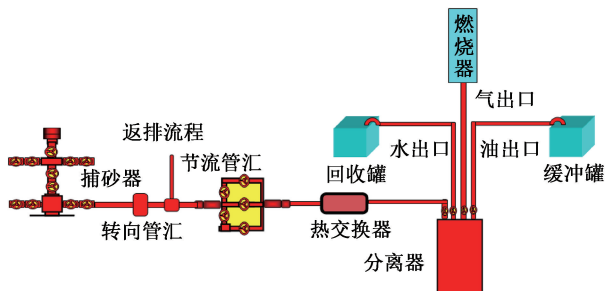 燃烧器
气出口
返排流程
节流管汇
水出口
油出口
捕砂器
回收罐
缓冲罐
转向管汇
热交换器
分离器